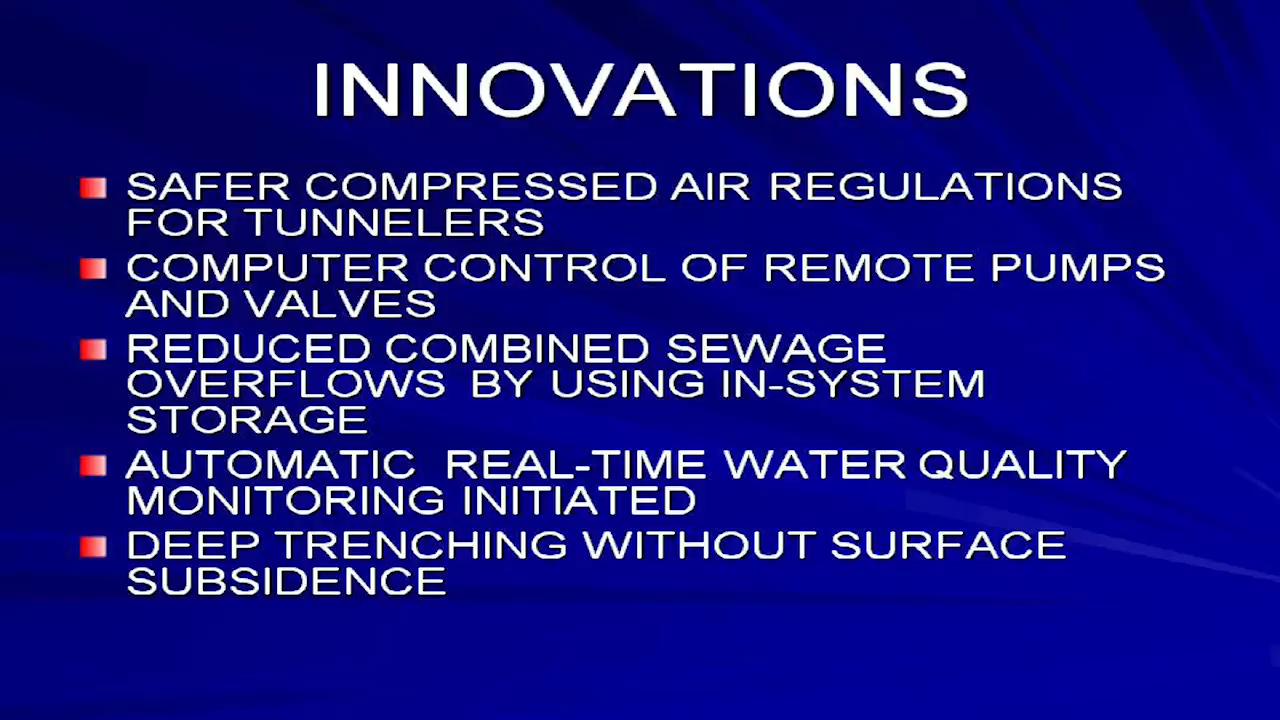 INNOVATIONS
SAFER COMPRESSED AIR REGULATIONS
FOR TUNNELERS
COMPUTER CONTROL OF REMOTE PUMPS
AND VALVES
REDUCED COMBINED SEWAGE
OVERFLOWS BY USING IN-SYSTEM
STORAGE
AUTOMATIC REAL-TIME WATER QUALITY
MONITORING INITIATED
DEEP TRENCHING WITHOUT SURFACE
SUBSIDENCE